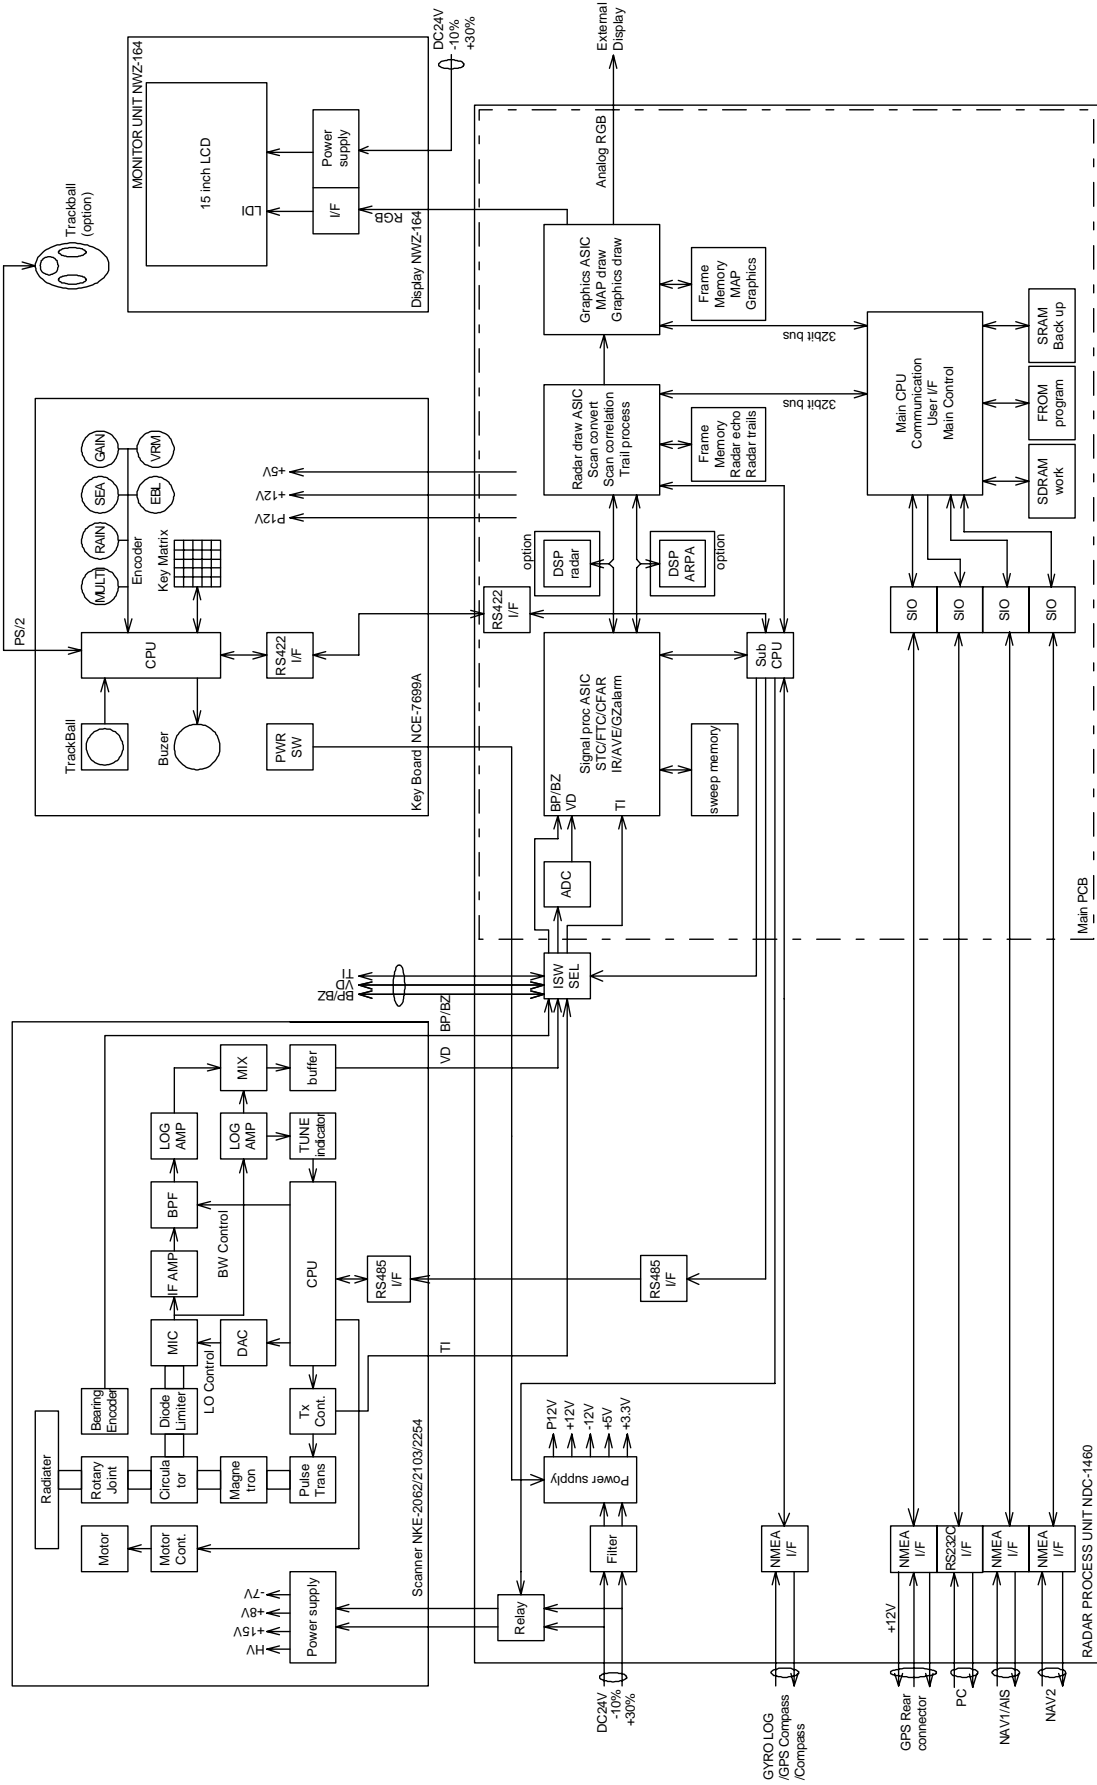 MONITOR UNIT NWZ-164
15 inch LCD
LDI
I/F
Power
supply
RGB
Display NWZ-164
DC24V
-10%
+30%
Trackball
(option)
PS/2
MULTI
RAIN
SEA
GAIN
EBL
VRM
Encoder
Key Matrix
CPU
TrackBall
Buzer
RS422
I/F
PWR
SW
Key Board NCE-7699A
P12V
+12V
+5V
Radiater
Rotary
Joint
Bearing
Encoder
Motor
Motor
Cont.
Circula
tor
Diode
Limiter
MIC
IF AMP
BPF
LOG
AMP
LOG
AMP
MIX
buffer
TUNE
indicator
LO Control
DAC
BW Control
CPU
Magne
tron
Pulse
Trans
Tx
Cont.
RS485
I/F
Power supply
HV
+15V
+8V
-7V
Scanner NKE-2062/2103/2254
BP/BZ
VD
TI
BP/BZ
VD
TI
ISW
SEL
ADC
BP/BZ
VD
TI
Signal proc ASIC
STC/FTC/CFAR
IR/AVE/GZalarm
sweep memory
RS422
I/F
Sub
CPU
option
DSP
radar
DSP
ARPA
option
Radar draw ASIC
Scan convert
Scan correlation
Trail process
Frame
Memory
Radar echo
Radar trails
Graphics ASIC
MAP draw
Graphics draw
Frame
Memory
MAP
Graphics
Analog RGB
External
Display
32bit bus
32bit bus
Main CPU
Communication
User I/F
Main Control
SDRAM
work
FROM
program
SRAM
Back up
SIO
SIO
SIO
SIO
Main PCB
RS485
I/F
Relay
Filter
Power supply
P12V
+12V
-12V
+5V
+3.3V
DC24V
-10%
+30%
NMEA
I/F
GYRO LOG
/GPS Compass
/Compass
NMEA
I/F
RS232C
I/F
NMEA
I/F
NMEA
I/F
+12V
GPS Rear
connector
PC
NAV1/AIS
NAV2
RADAR PROCESS UNIT NDC-1460